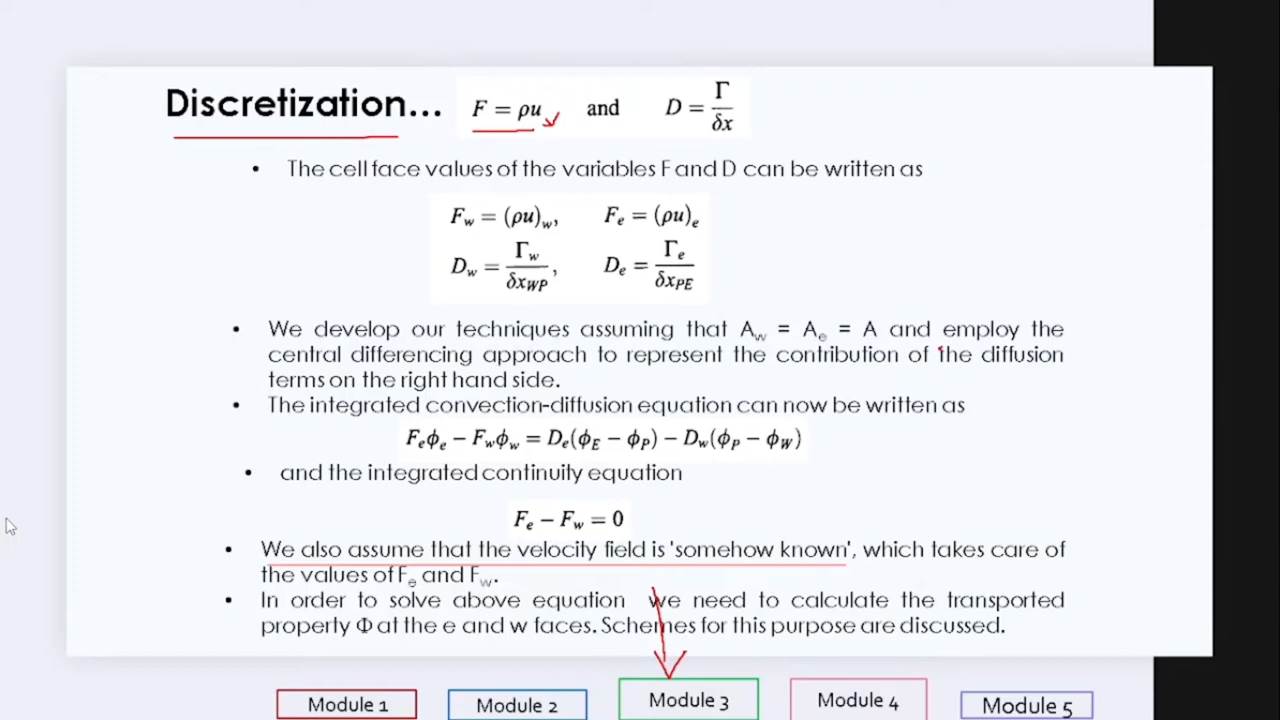 Discretization... F = ρu and D = Γ/δx
• The cell face values of the variables F and D can be written as
F_w = (ρu)_w, F_e = (ρu)_e
D_w = Γ_w/δx_WP, D_e = Γ_e/δx_PE
• We develop our techniques assuming that A_w = A_e = A and employ the
central differencing approach to represent the contribution of the diffusion
terms on the right hand side.
• The integrated convection-diffusion equation can now be written as
F_eϕ_e − F_wϕ_w = D_e(ϕ_E − ϕ_P) − D_w(ϕ_P − ϕ_W)
• and the integrated continuity equation
F_e − F_w = 0
• We also assume that the velocity field is 'somehow known', which takes care of
the values of F_e and F_w.
• In order to solve above equation we need to calculate the transported
property Φ at the e and w faces. Schemes for this purpose are discussed.
Module 1 Module 2 Module 3 Module 4 Module 5